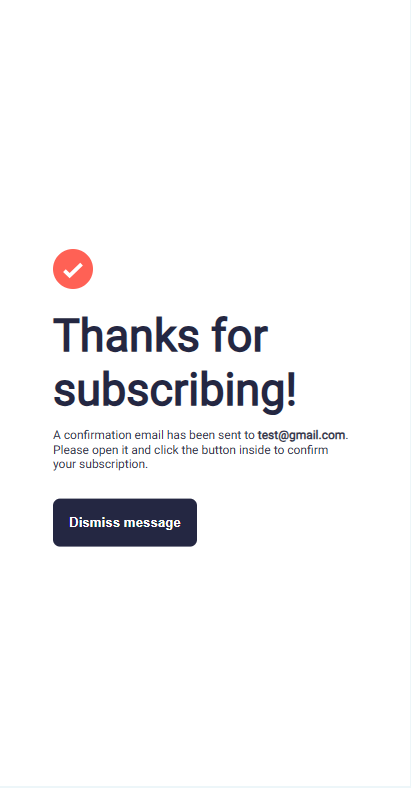 Thanks for
subscribing!
A confirmation email has been sent to test@gmail.com.
Please open it and click the button inside to confirm
your subscription.
Dismiss message